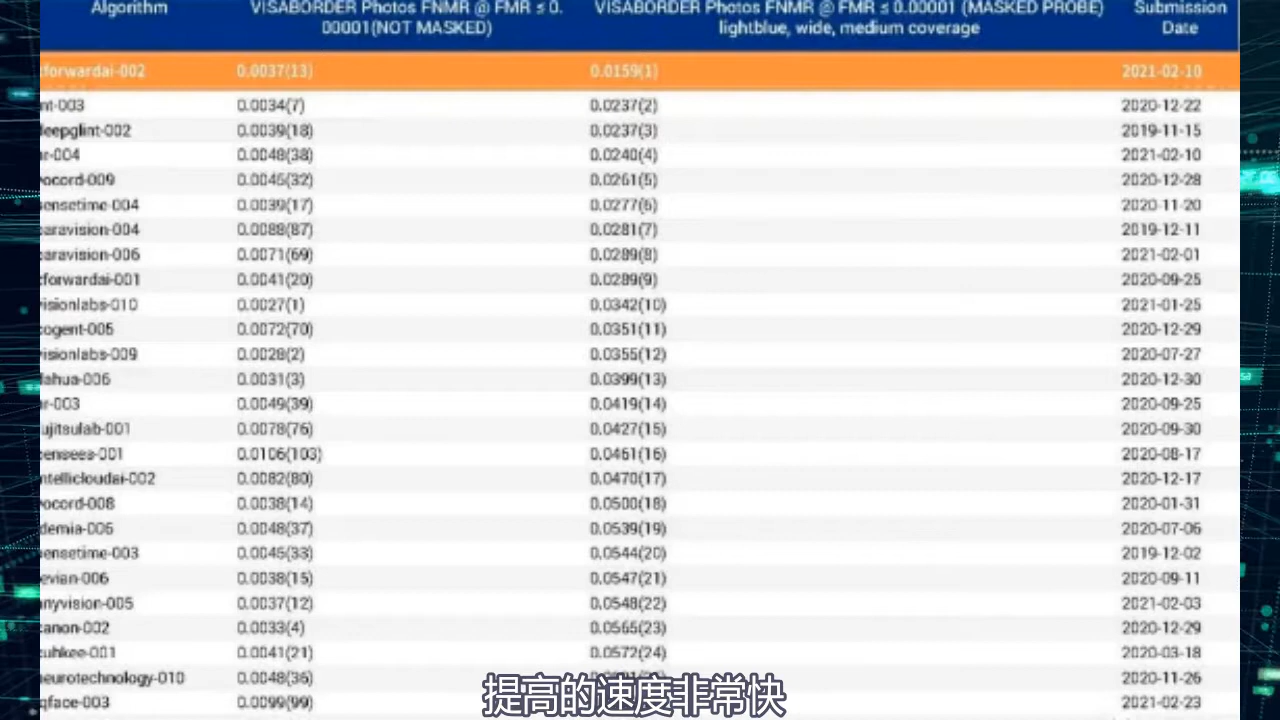 Algorithm VISABORDER Photos FNMR @ FMR ≤ 0. VISABORDER Photos FNMR @ FMR ≤ 0.00001 (MASKED PROBE) Submission
00001(NOT MASKED) lightblue, wide, medium coverage Date
forwardai-002 0.0037(13) 0.0159(1) 2021-02-10
nt-003 0.0034(7) 0.0237(2) 2020-12-22
eepglint-002 0.0039(18) 0.0237(3) 2019-11-15
r-004 0.0048(38) 0.0240(4) 2021-02-10
ocord-009 0.0045(32) 0.0261(5) 2020-12-28
ensetime-004 0.0039(17) 0.0277(6) 2020-11-20
aravision-004 0.0088(87) 0.0281(7) 2019-12-11
aravision-006 0.0071(69) 0.0289(8) 2021-02-01
forwardai-001 0.0041(20) 0.0289(9) 2020-09-25
isionlabs-010 0.0027(1) 0.0342(10) 2021-01-25
ogent-005 0.0072(70) 0.0351(11) 2020-12-29
isionlabs-009 0.0028(2) 0.0355(12) 2020-07-27
ahua-006 0.0031(3) 0.0399(13) 2020-12-30
r-003 0.0049(39) 0.0419(14) 2020-09-25
ujitsulab-001 0.0078(76) 0.0427(15) 2020-09-30
ensees-001 0.0106(103) 0.0461(16) 2020-08-17
ntellicloudai-002 0.0082(80) 0.0470(17) 2020-12-17
ocord-008 0.0038(14) 0.0500(18) 2020-01-31
demia-006 0.0048(37) 0.0539(19) 2020-07-06
ensetime-003 0.0045(33) 0.0544(20) 2019-12-02
evian-006 0.0038(15) 0.0547(21) 2020-09-11
nyvision-005 0.0037(12) 0.0548(22) 2021-02-03
canon-002 0.0033(4) 0.0565(23) 2020-12-29
uhkee-001 0.0041(21) 0.0572(24) 2020-03-18
neurotechnology-010 0.0048(36) 2020-11-26
qface-003 0.0099(99) 2021-02-23
提高的速度非常快